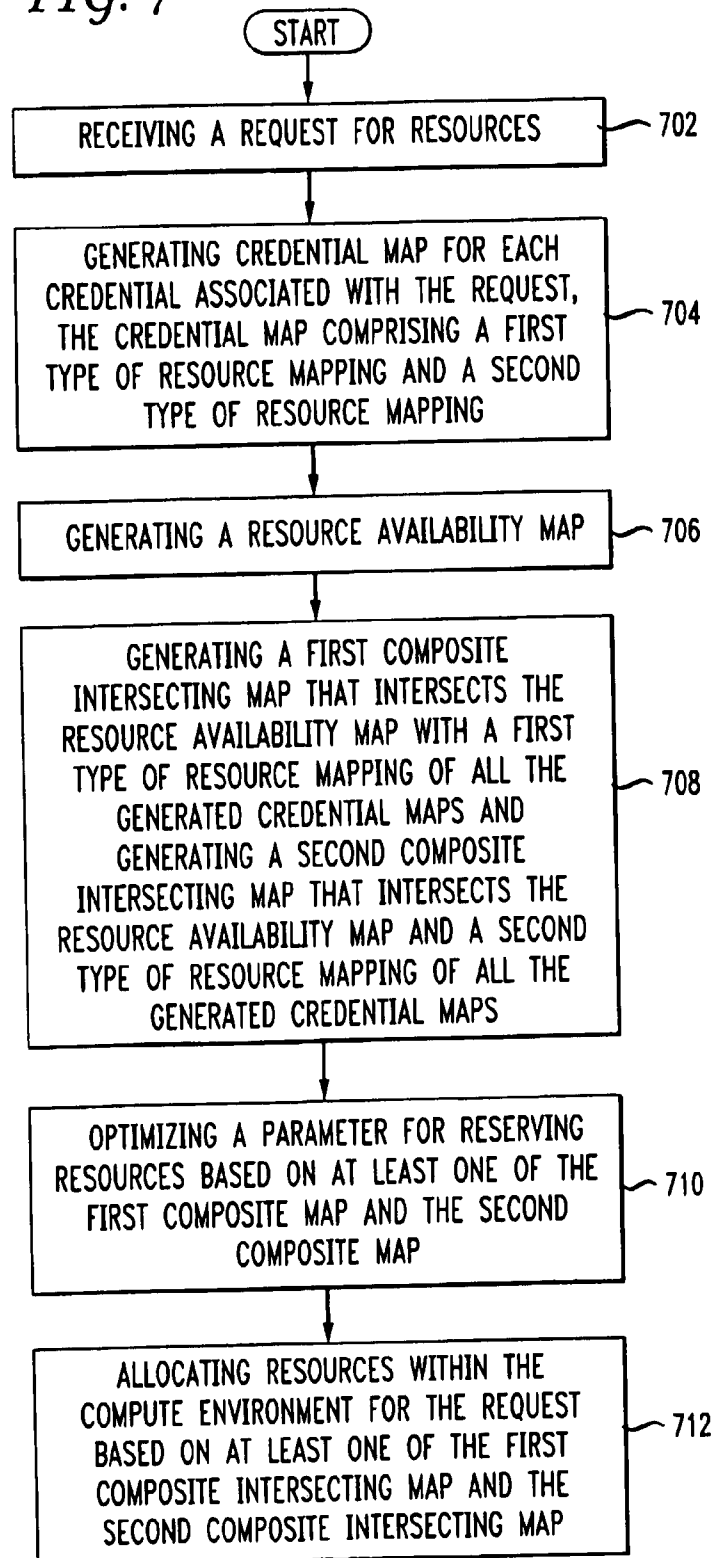 Fig. 7
START
RECEIVING A REQUEST FOR RESOURCES
702
GENERATING CREDENTIAL MAP FOR EACH
CREDENTIAL ASSOCIATED WITH THE REQUEST,
THE CREDENTIAL MAP COMPRISING A FIRST
TYPE OF RESOURCE MAPPING AND A SECOND
TYPE OF RESOURCE MAPPING
704
GENERATING A RESOURCE AVAILABILITY MAP
706
GENERATING A FIRST COMPOSITE
INTERSECTING MAP THAT INTERSECTS THE
RESOURCE AVAILABILITY MAP WITH A FIRST
TYPE OF RESOURCE MAPPING OF ALL THE
GENERATED CREDENTIAL MAPS AND
GENERATING A SECOND COMPOSITE
INTERSECTING MAP THAT INTERSECTS THE
RESOURCE AVAILABILITY MAP AND A SECOND
TYPE OF RESOURCE MAPPING OF ALL THE
GENERATED CREDENTIAL MAPS
708
OPTIMIZING A PARAMETER FOR RESERVING
RESOURCES BASED ON AT LEAST ONE OF THE
FIRST COMPOSITE MAP AND THE SECOND
COMPOSITE MAP
710
ALLOCATING RESOURCES WITHIN THE
COMPUTE ENVIRONMENT FOR THE REQUEST
BASED ON AT LEAST ONE OF THE FIRST
COMPOSITE INTERSECTING MAP AND THE
SECOND COMPOSITE INTERSECTING MAP
712